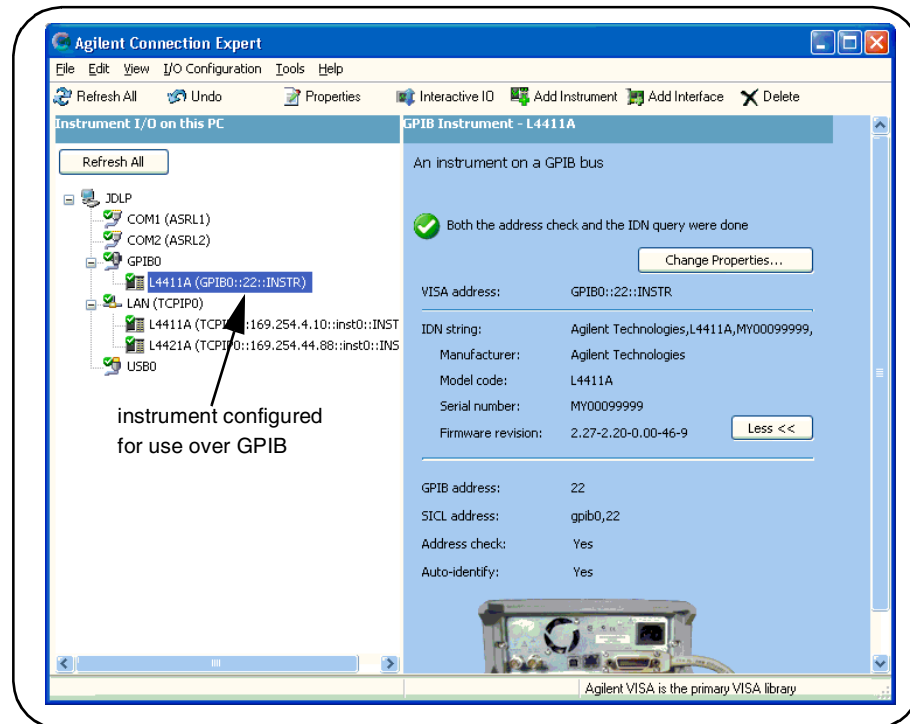 Agilent Connection Expert
File Edit View I/O Configuration Tools Help
Refresh All Undo Properties Interactive IO Add Instrument Add Interface Delete
Instrument I/O on this PC
Refresh All
JDLP
COM1 (ASRL1)
COM2 (ASRL2)
GPIB0
L4411A (GPIB0::22::INSTR)
LAN (TCPIP0)
L4411A (TCPIP0::169.254.4.10::inst0::INST
L4421A (TCPIP0::169.254.44.88::inst0::INS
USB0
instrument configured
for use over GPIB
GPIB Instrument - L4411A
An instrument on a GPIB bus
Both the address check and the IDN query were done
Change Properties...
VISA address: GPIB0::22::INSTR
IDN string: Agilent Technologies,L4411A,MY00099999,
Manufacturer: Agilent Technologies
Model code: L4411A
Serial number: MY00099999
Firmware revision: 2.27-2.20-0.00-46-9
Less <<
GPIB address: 22
SICL address: gpib0,22
Address check: Yes
Auto-identify: Yes
Agilent VISA is the primary VISA library